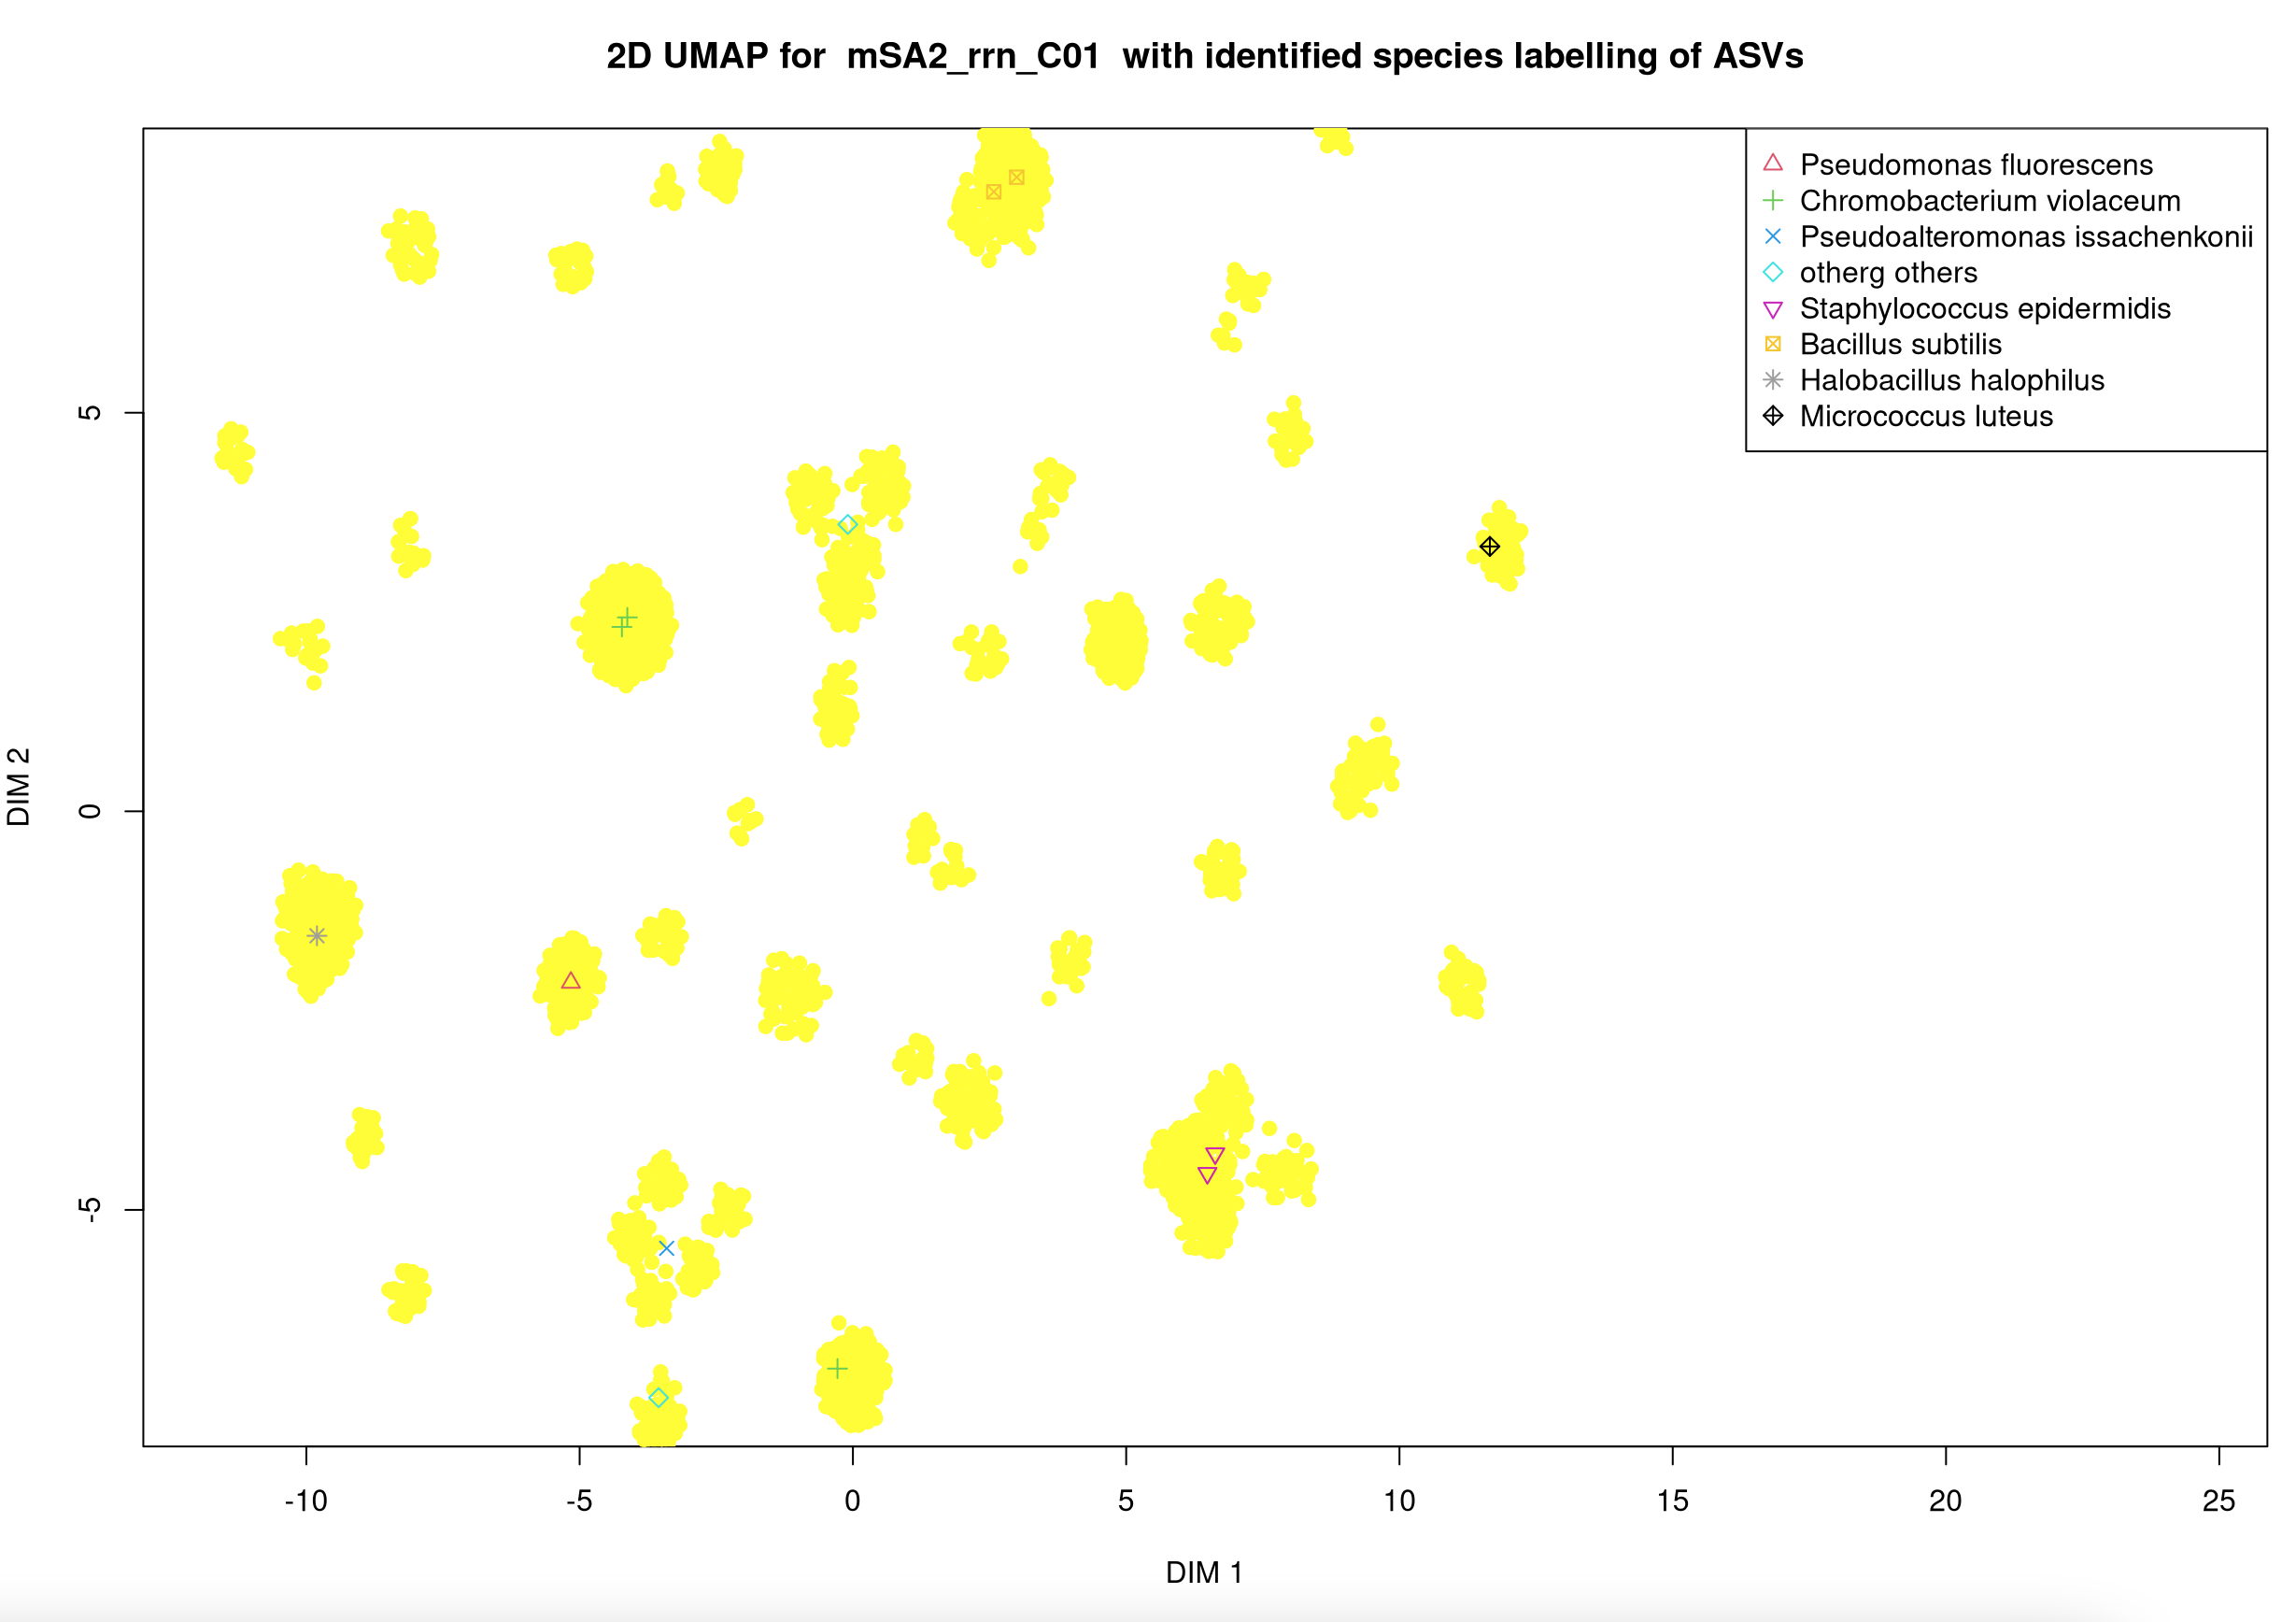 2D UMAP for  mSA2_rrn_C01  with identified species labelling of ASVs
Pseudomonas fluorescens
Chromobacterium violaceum
Pseudoalteromonas issachenkonii
otherg others
Staphylococcus epidermidis
Bacillus subtilis
Halobacillus halophilus
Micrococcus luteus
DIM 2
5
0
-5
-10 -5 0 5 10 15 20 25
DIM 1